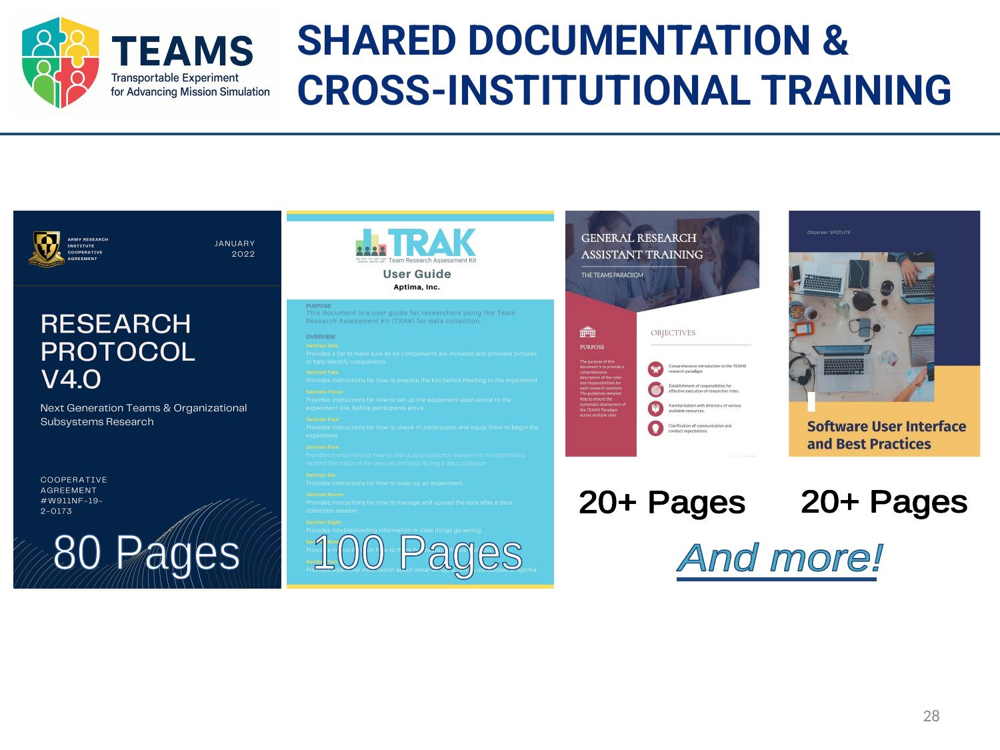 TEAMS
Transportable Experiment
for Advancing Mission Simulation
SHARED DOCUMENTATION &
CROSS-INSTITUTIONAL TRAINING
ARMY RESEARCH
INSTITUTE
COOPERATIVE
AGREEMENT
JANUARY
2022
RESEARCH
PROTOCOL
V4.0
Next Generation Teams & Organizational
Subsystems Research
COOPERATIVE
AGREEMENT
#W911NF-19-
2-0173
80 Pages
TRAK
Team Research Assessment Kit
User Guide
Aptima, Inc.
PURPOSE
This document is a user guide for researchers using the Team
Research Assessment Kit (TRAK) for data collection.
OVERVIEW
Section One
Provides a list to make sure all kit components are included and provides pictures
to help identify components.
Section Two
Provides instructions for how to prepare the kits before heading to the experiment.
Section Three
Provides instructions for how to set-up the equipment upon arrival to the
experiment site, before participants arrive.
Section Four
Provides instructions for how to check-in participants and equip them to begin the
experiment.
Section Five
Provides instructions for how to start a data collection session on the dashboard,
monitor the status of the devices and data during a data collection
Section Six
Provides instructions for how to wrap-up an experiment.
Section Seven
Provides instructions for how to manage and upload the data after a data
collection session.
Section Eight
Provides troubleshooting information in case things go wrong.
Section Ten
Provides additional information about initial set-up conducted at Aptima.
100 Pages
GENERAL RESEARCH
ASSISTANT TRAINING
THE TEAMS PARADIGM
PURPOSE
The purpose of this
document is to provide a
comprehensive
description of the roles
and responsibilities for
each research assistant.
The guidelines detailed
help to ensure the
systematic deployment of
the TEAMS Paradigm
across multiple sites.
OBJECTIVES
Comprehensive introduction to the TEAMS
research paradigm.
Establishment of responsibities for
effective execution of researcher roles.
Familiarization with directory of various
available resources.
Clarification of communication and
conduct expectations.
20+ Pages
Observer SPOTLITE
Software User Interface
and Best Practices
20+ Pages
And more!
28